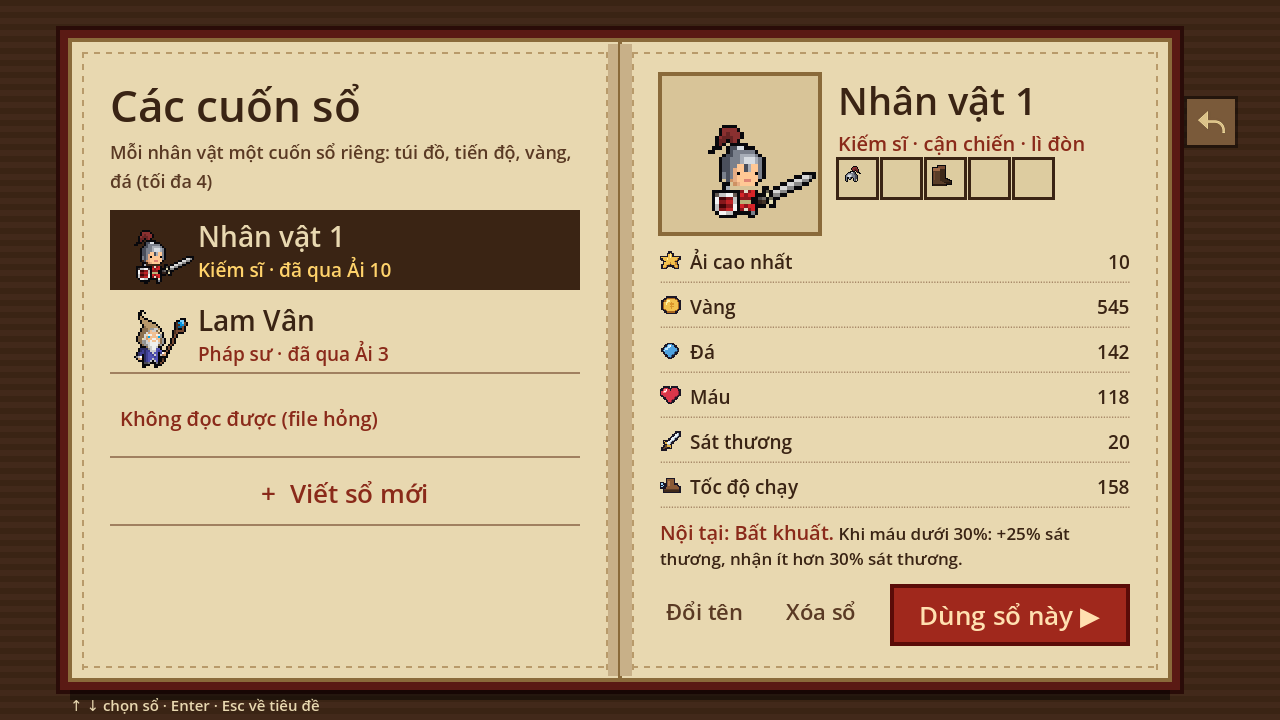 Các cuốn sổ
Mỗi nhân vật một cuốn sổ riêng: túi đồ, tiến độ, vàng,
đá (tối đa 4)
Nhân vật 1
Kiếm sĩ · đã qua Ải 10
Lam Vân
Pháp sư · đã qua Ải 3
Không đọc được (file hỏng)
+ Viết sổ mới
Nhân vật 1
Kiếm sĩ · cận chiến · lì đòn
Ải cao nhất 10
Vàng 545
Đá 142
Máu 118
Sát thương 20
Tốc độ chạy 158
Nội tại: Bất khuất. Khi máu dưới 30%: +25% sát
thương, nhận ít hơn 30% sát thương.
Đổi tên Xóa sổ Dùng sổ này ▶
↑ ↓ chọn sổ · Enter · Esc về tiêu đề